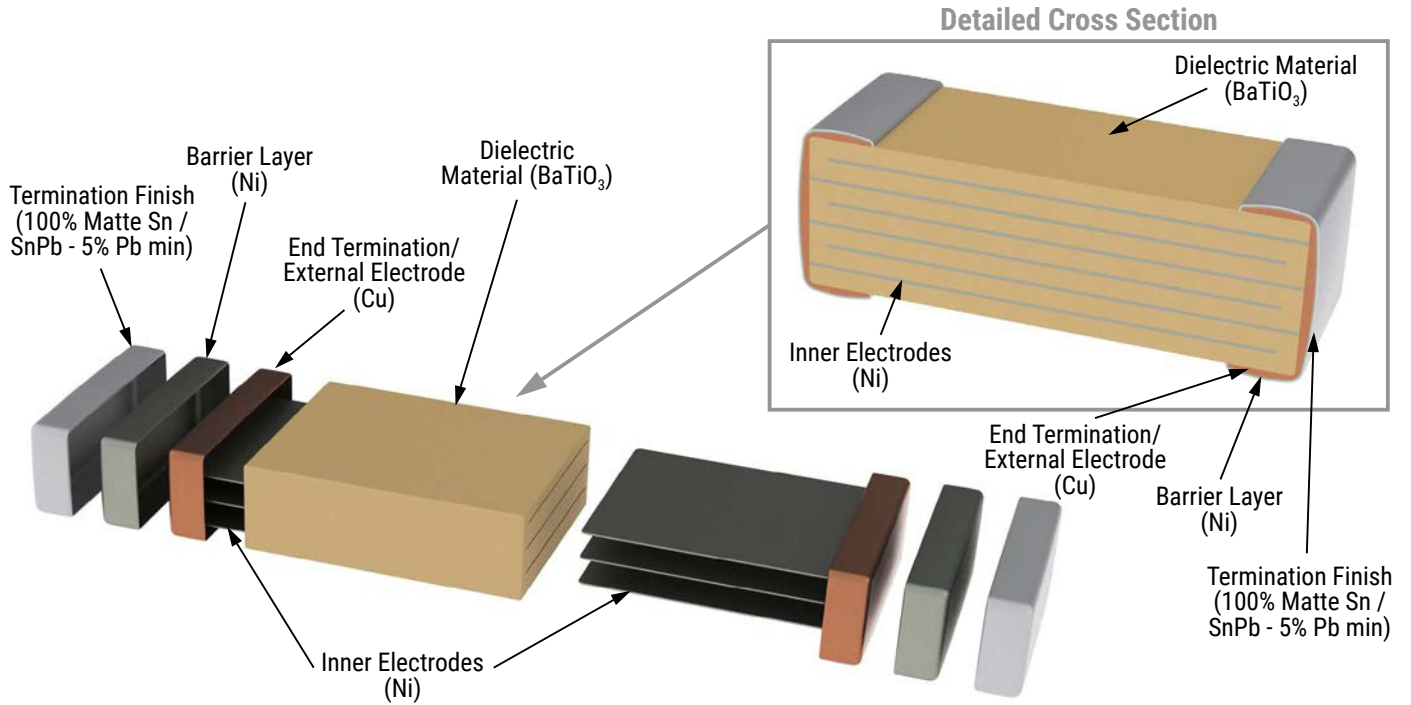 Detailed Cross Section
Dielectric Material
(BaTiO₃)
Inner Electrodes
(Ni)
End Termination/
External Electrode
(Cu)
Barrier Layer
(Ni)
Termination Finish
(100% Matte Sn /
SnPb - 5% Pb min)
Termination Finish
(100% Matte Sn /
SnPb - 5% Pb min)
Barrier Layer
(Ni)
End Termination/
External Electrode
(Cu)
Dielectric
Material (BaTiO₃)
Inner Electrodes
(Ni)